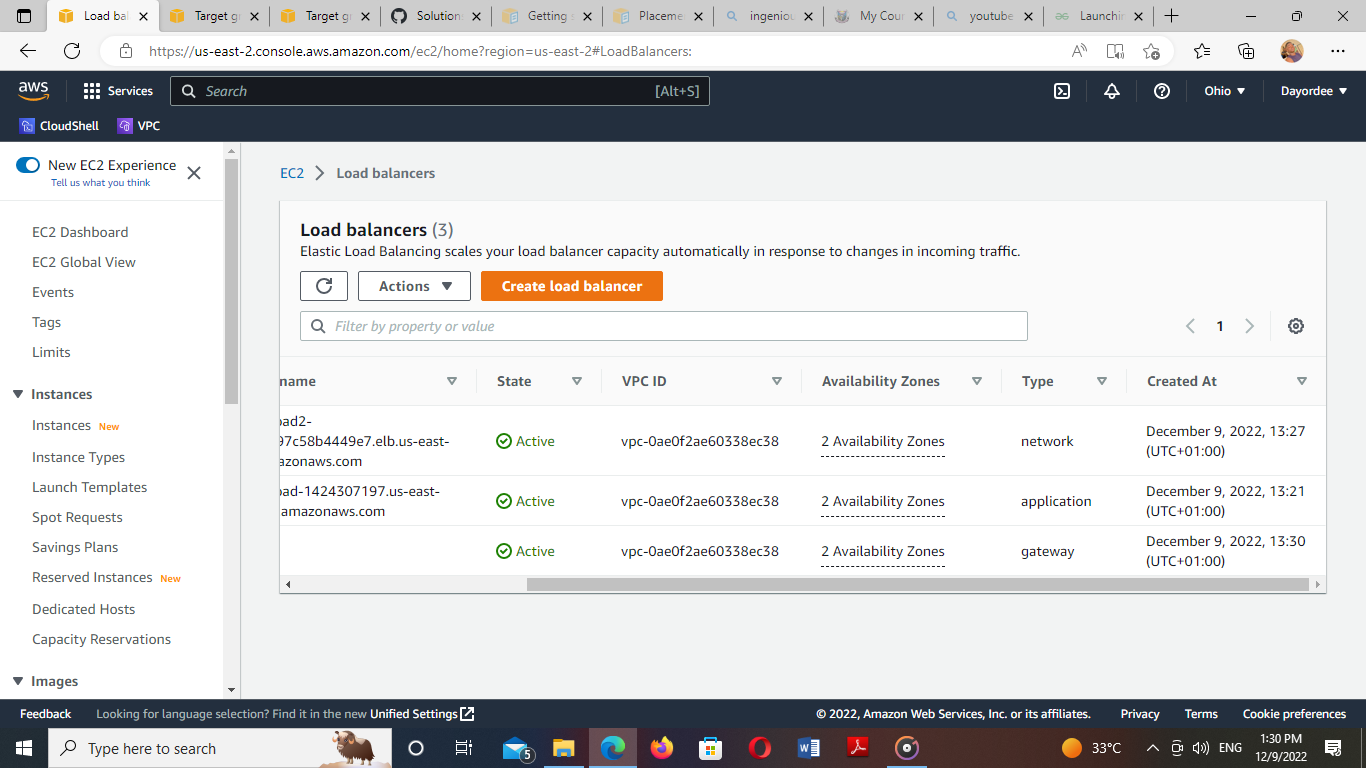 Load bal
Target gr
Target gr
Solution
Getting s
Placeme
ingeniou
My Cour
youtube
Launchin
https://us-east-2.console.aws.amazon.com/ec2/home?region=us-east-2#LoadBalancers:
aws
Services
Search
[Alt+S]
Ohio
Dayordee
CloudShell
VPC
New EC2 Experience
Tell us what you think
EC2 Dashboard
EC2 Global View
Events
Tags
Limits
Instances
Instances New
Instance Types
Launch Templates
Spot Requests
Savings Plans
Reserved Instances New
Dedicated Hosts
Capacity Reservations
Images
EC2
Load balancers
Load balancers (3)
Elastic Load Balancing scales your load balancer capacity automatically in response to changes in incoming traffic.
Actions
Create load balancer
Filter by property or value
1
name
State
VPC ID
Availability Zones
Type
Created At
oad2-
97c58b4449e7.elb.us-east-
azonaws.com
Active
vpc-0ae0f2ae60338ec38
2 Availability Zones
network
December 9, 2022, 13:27
(UTC+01:00)
oad-1424307197.us-east-
.amazonaws.com
Active
vpc-0ae0f2ae60338ec38
2 Availability Zones
application
December 9, 2022, 13:21
(UTC+01:00)
Active
vpc-0ae0f2ae60338ec38
2 Availability Zones
gateway
December 9, 2022, 13:30
(UTC+01:00)
Feedback
Looking for language selection? Find it in the new Unified Settings
© 2022, Amazon Web Services, Inc. or its affiliates.
Privacy
Terms
Cookie preferences
Type here to search
5
33°C
ENG
1:30 PM
12/9/2022